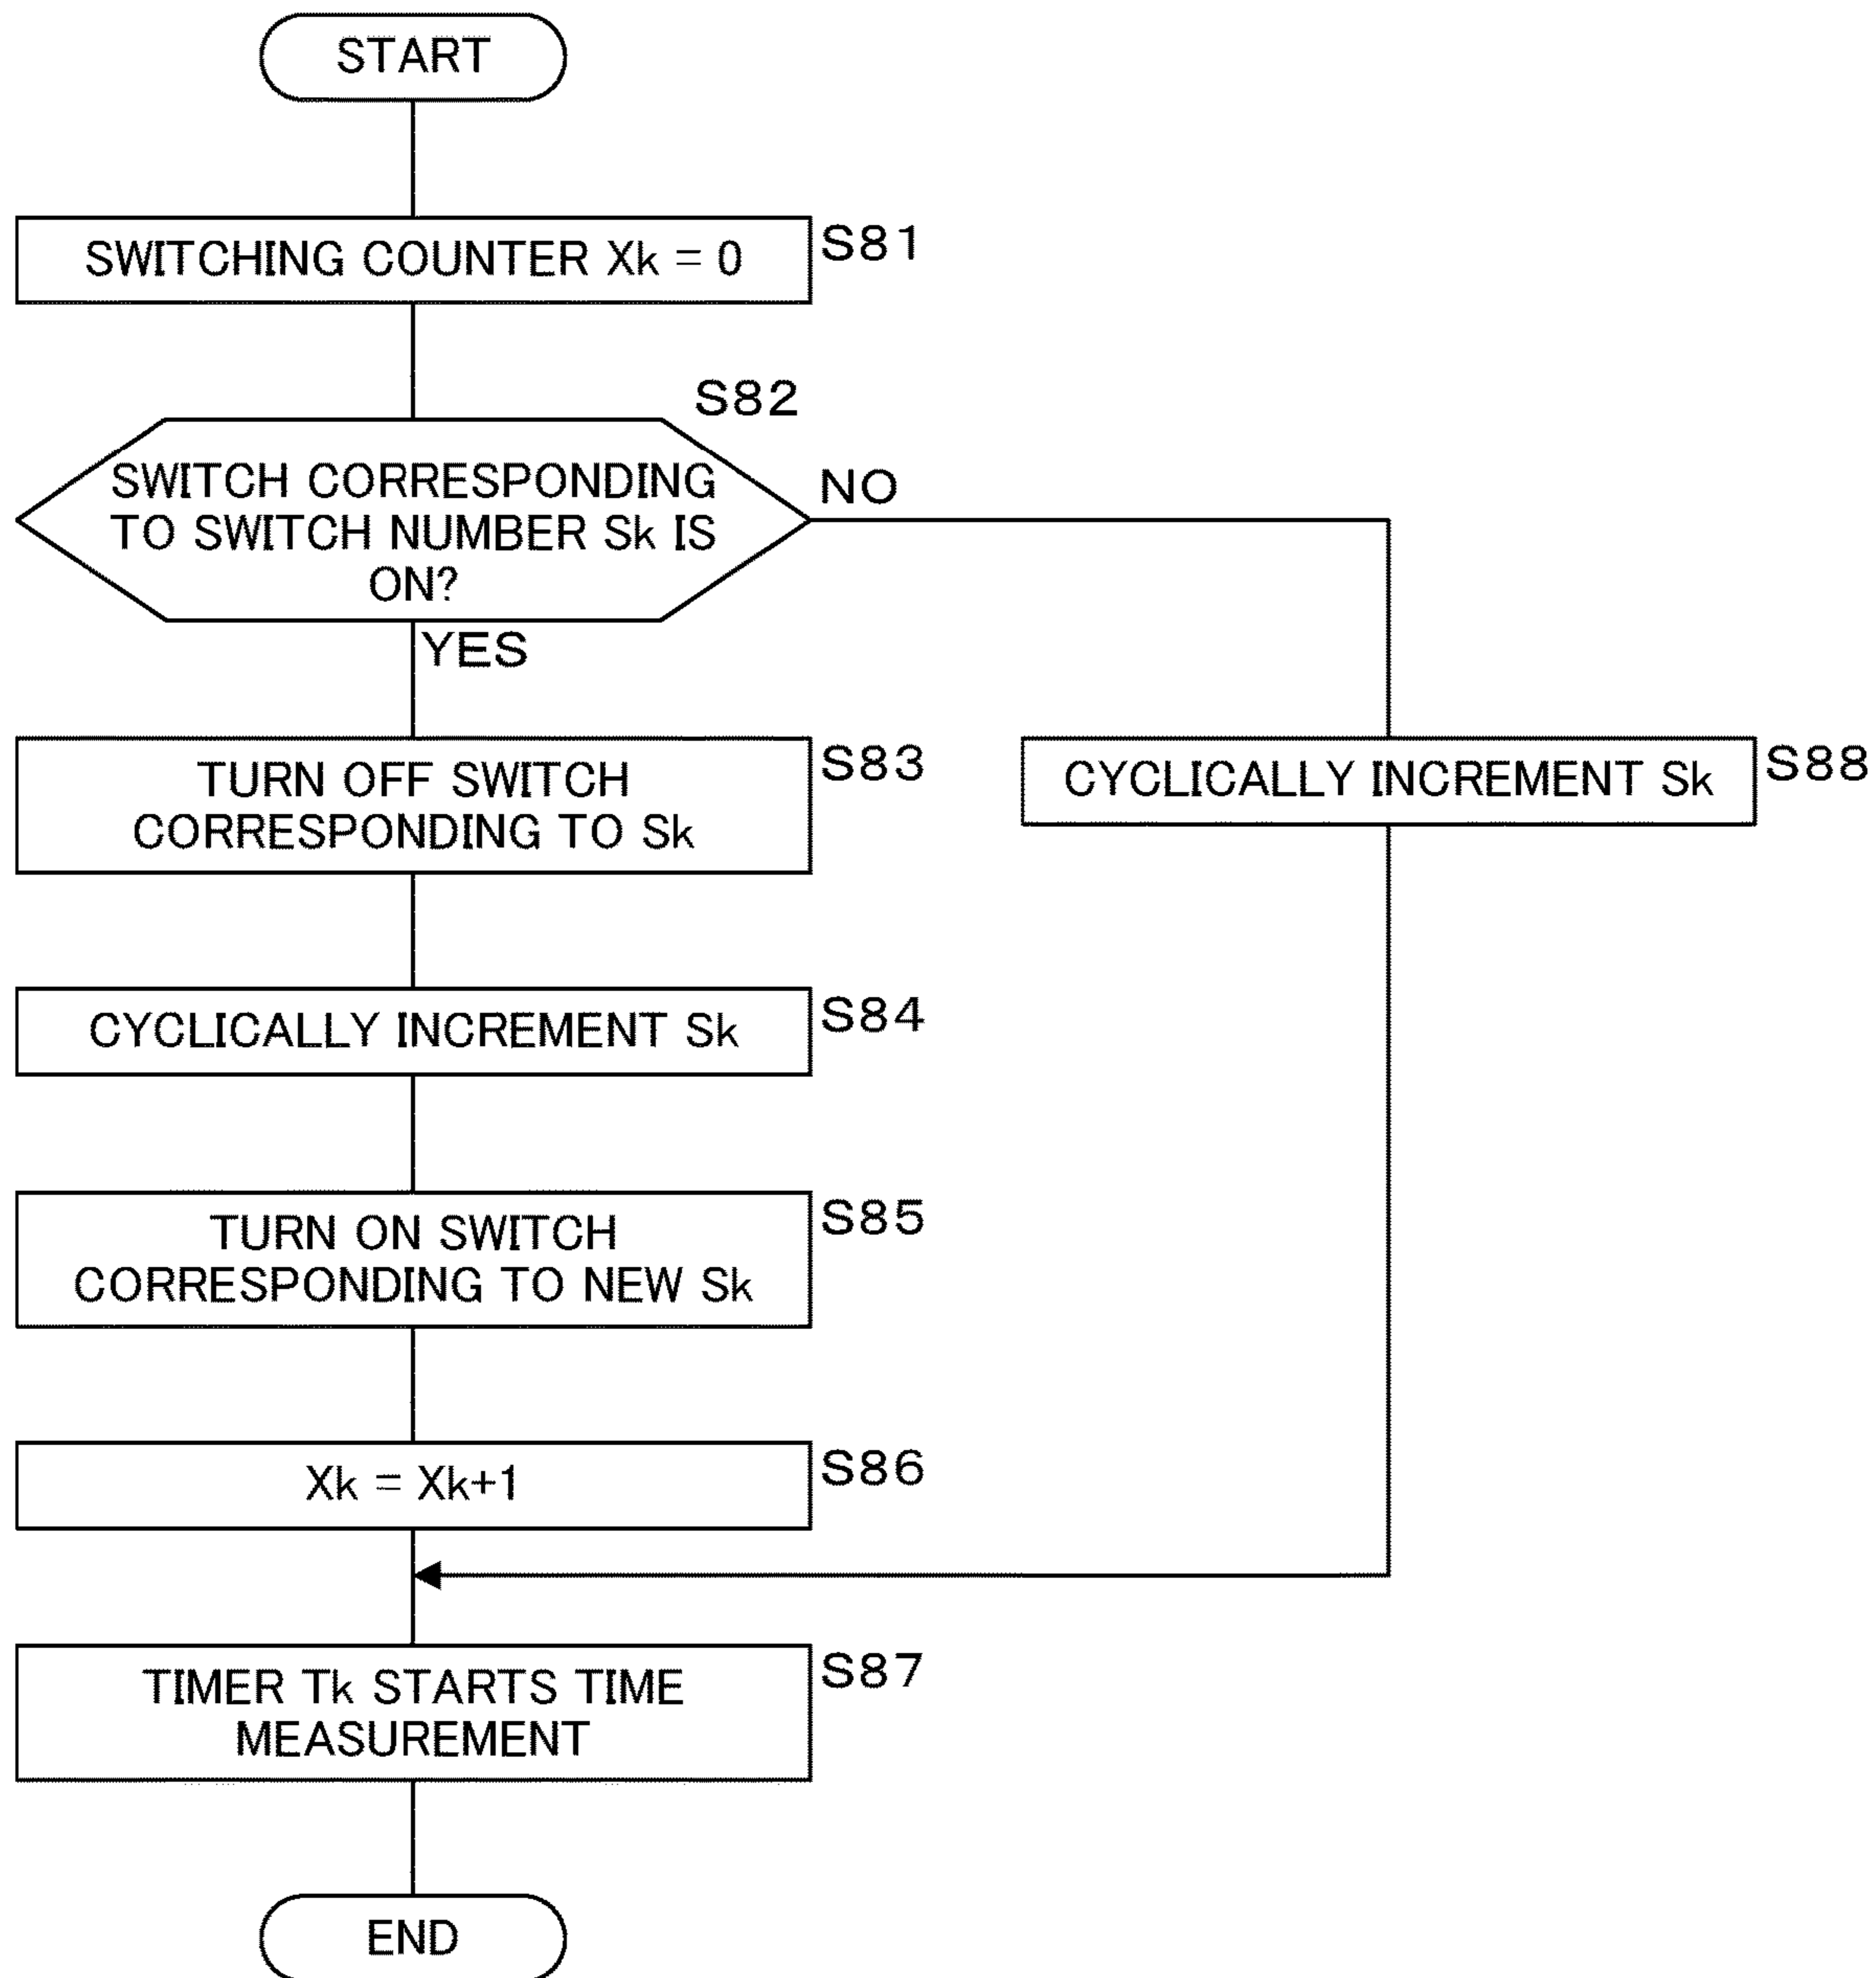 START
SWITCHING COUNTER Xk = 0
S81
S82
SWITCH CORRESPONDING
TO SWITCH NUMBER Sk IS
ON?
NO
YES
TURN OFF SWITCH
CORRESPONDING TO Sk
S83
CYCLICALLY INCREMENT Sk
S88
CYCLICALLY INCREMENT Sk
S84
TURN ON SWITCH
CORRESPONDING TO NEW Sk
S85
Xk = Xk+1
S86
TIMER Tk STARTS TIME
MEASUREMENT
S87
END